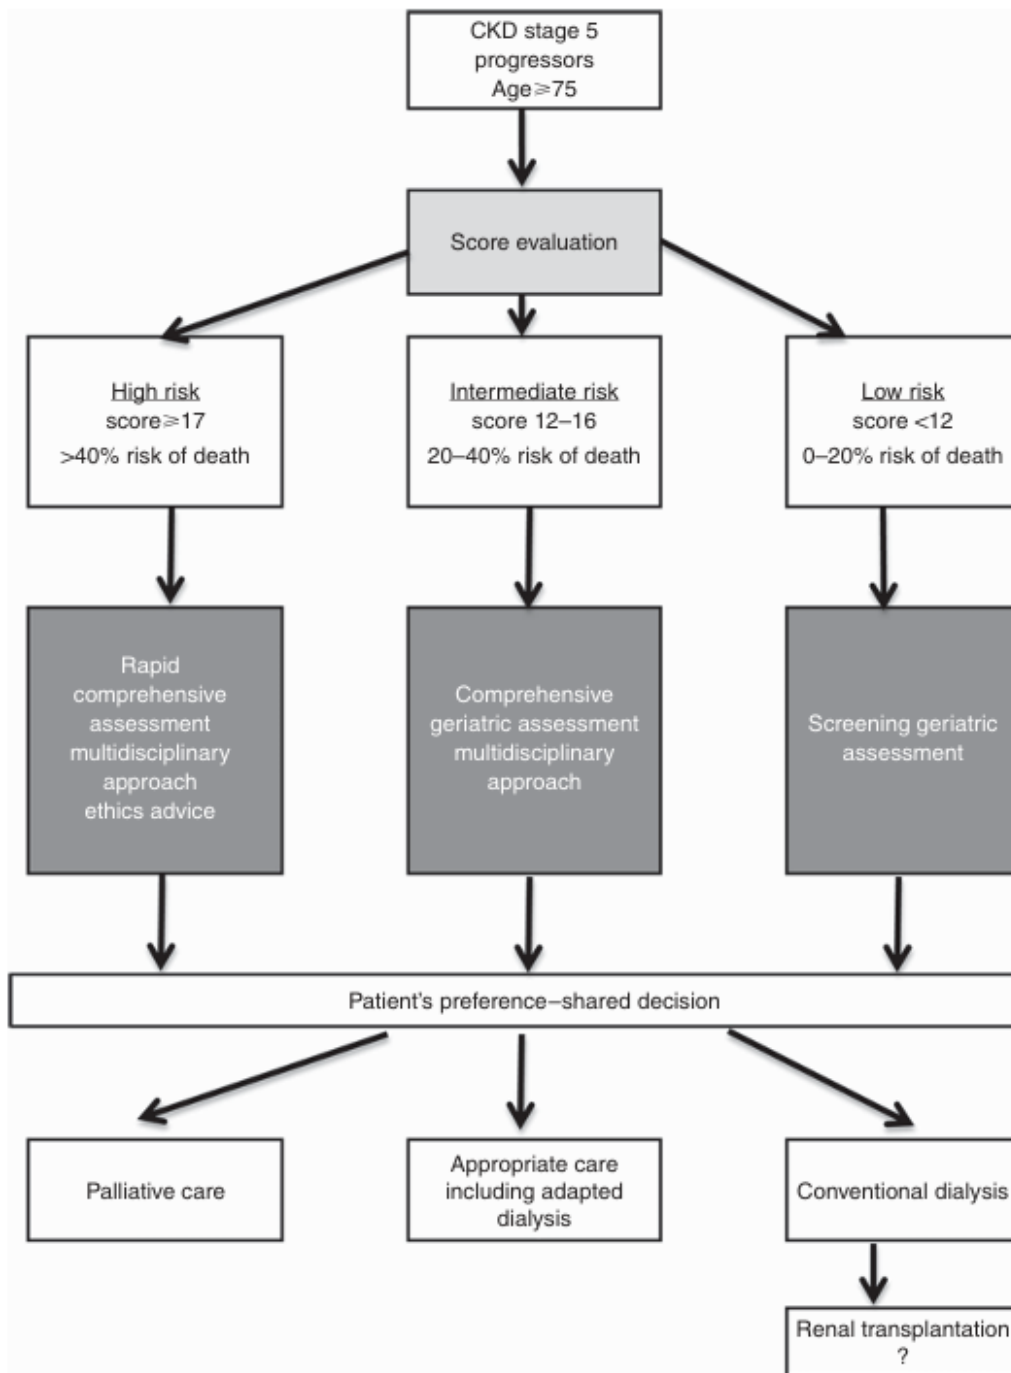 CKD stage 5
progressors
Age⩾75
Score evaluation
High risk
score⩾17
>40% risk of death
Intermediate risk
score 12–16
20–40% risk of death
Low risk
score <12
0–20% risk of death
Rapid
comprehensive
assessment
multidisciplinary
approach
ethics advice
Comprehensive
geriatric assessment
multidisciplinary
approach
Screening geriatric
assessment
Patient's preference–shared decision
Palliative care
Appropriate care
including adapted
dialysis
Conventional dialysis
Renal transplantation
?